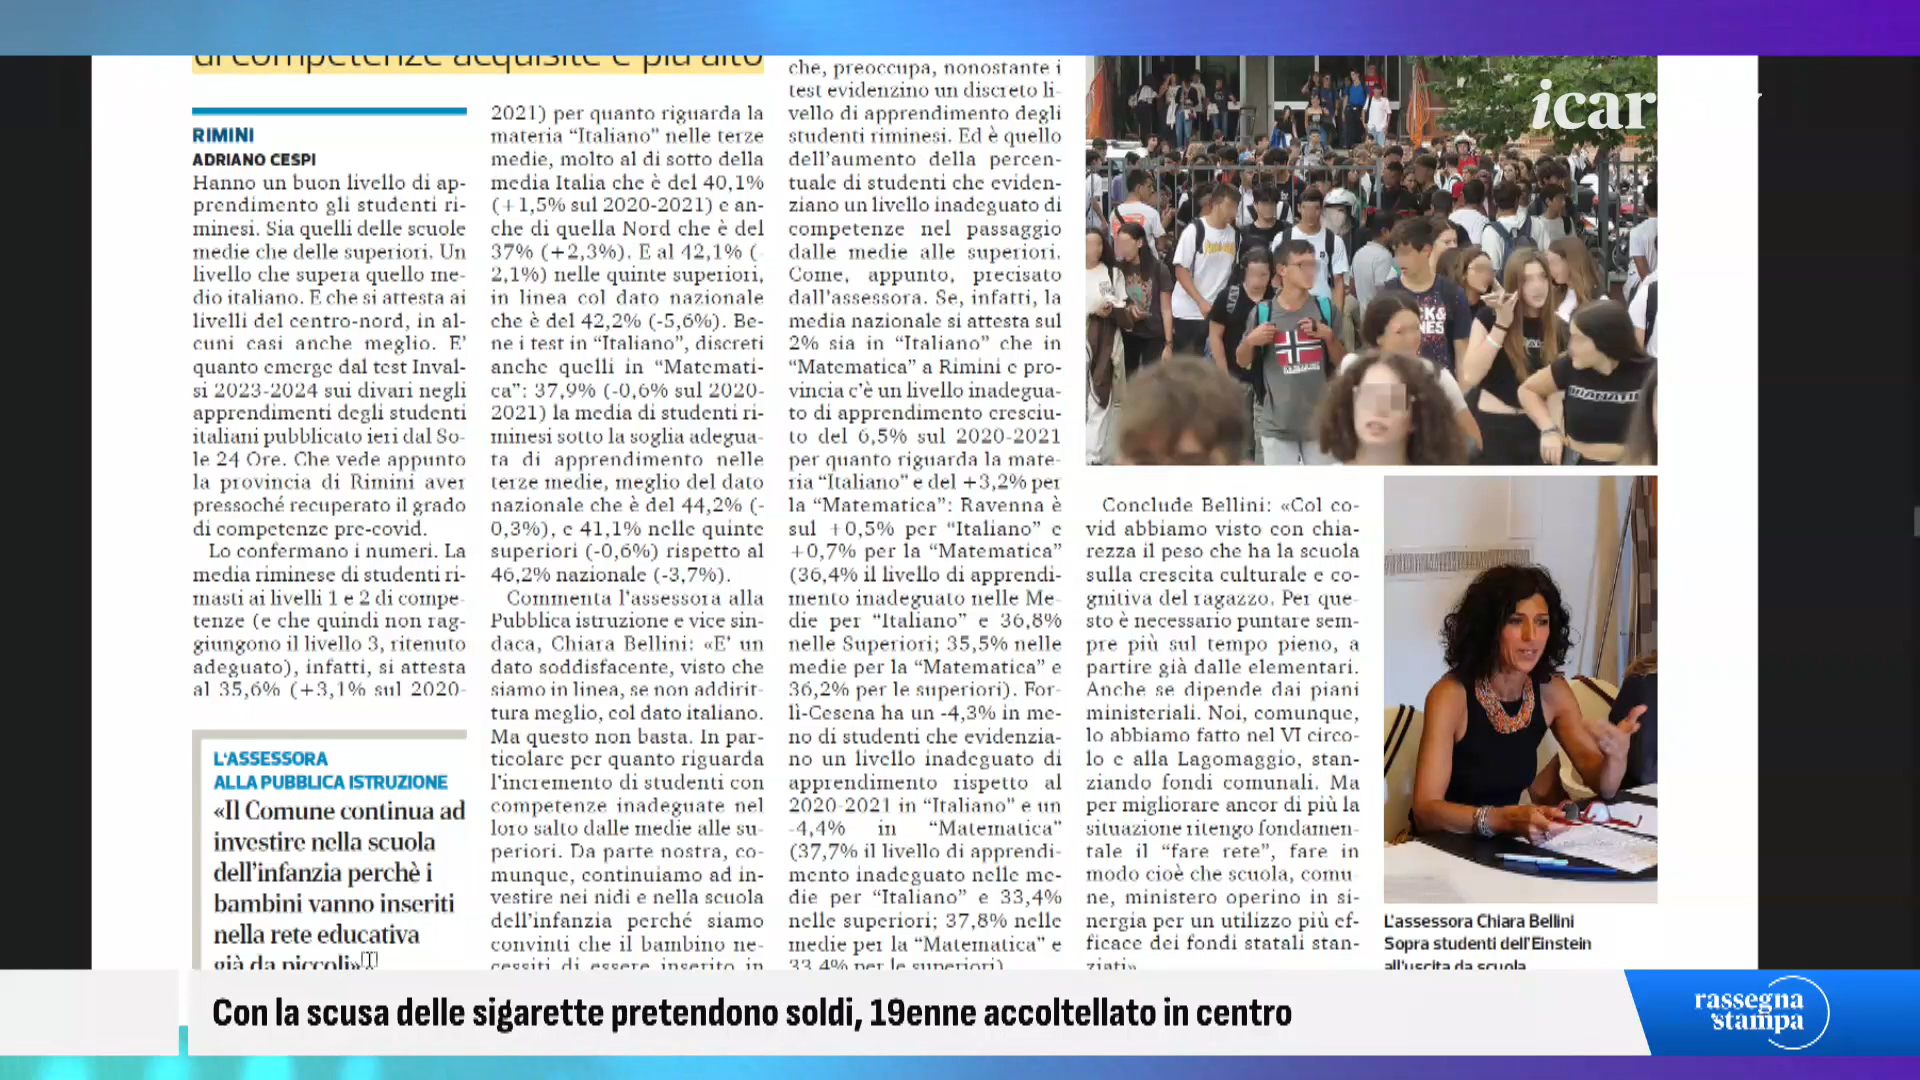 di competenze acquisite è più alto
RIMINI
ADRIANO CESPI
Hanno un buon livello di ap-
prendimento gli studenti ri-
minesi. Sia quelli delle scuole
medie che delle superiori. Un
livello che supera quello me-
dio italiano. E che si attesta ai
livelli del centro-nord, in al-
cuni casi anche meglio. E'
quanto emerge dal test Inval-
si 2023-2024 sui divari negli
apprendimenti degli studenti
italiani pubblicato ieri dal So-
le 24 Ore. Che vede appunto
la provincia di Rimini aver
pressoché recuperato il grado
di competenze pre-covid.
Lo confermano i numeri. La
media riminese di studenti ri-
masti ai livelli 1 e 2 di compe-
tenze (e che quindi non rag-
giungono il livello 3, ritenuto
adeguato), infatti, si attesta
al 35,6% (+3,1% sul 2020-
L'ASSESSORA
ALLA PUBBLICA ISTRUZIONE
«Il Comune continua ad
investire nella scuola
dell'infanzia perchè i
bambini vanno inseriti
nella rete educativa
già da piccoli»
2021) per quanto riguarda la
materia "Italiano" nelle terze
medie, molto al di sotto della
media Italia che è del 40,1%
(+1,5% sul 2020-2021) e an-
che di quella Nord che è del
37% (+2,3%). E al 42,1% (-
2,1%) nelle quinte superiori,
in linea col dato nazionale
che è del 42,2% (-5,6%). Be-
ne i test in "Italiano", discreti
anche quelli in "Matemati-
ca": 37,9% (-0,6% sul 2020-
2021) la media di studenti ri-
minesi sotto la soglia adegua-
ta di apprendimento nelle
terze medie, meglio del dato
nazionale che è del 44,2% (-
0,3%), e 41,1% nelle quinte
superiori (-0,6%) rispetto al
46,2% nazionale (-3,7%).
Commenta l'assessora alla
Pubblica istruzione e vice sin-
daca, Chiara Bellini: «E' un
dato soddisfacente, visto che
siamo in linea, se non addirit-
tura meglio, col dato italiano.
Ma questo non basta. In par-
ticolare per quanto riguarda
l'incremento di studenti con
competenze inadeguate nel
loro salto dalle medie alle su-
periori. Da parte nostra, co-
munque, continuiamo ad in-
vestire nei nidi e nella scuola
dell'infanzia perché siamo
convinti che il bambino ne-
cessiti di essere inserito in
che, preoccupa, nonostante i
test evidenzino un discreto li-
vello di apprendimento degli
studenti riminesi. Ed è quello
dell'aumento della percen-
tuale di studenti che eviden-
ziano un livello inadeguato di
competenze nel passaggio
dalle medie alle superiori.
Come, appunto, precisato
dall'assessora. Se, infatti, la
media nazionale si attesta sul
2% sia in "Italiano" che in
"Matematica" a Rimini e pro-
vincia c'è un livello inadegua-
to di apprendimento cresciu-
to del 6,5% sul 2020-2021
per quanto riguarda la mate-
ria "Italiano" e del +3,2% per
la "Matematica": Ravenna è
sul +0,5% per "Italiano" e
+0,7% per la "Matematica"
(36,4% il livello di apprendi-
mento inadeguato nelle Me-
die per "Italiano" e 36,8%
nelle Superiori; 35,5% nelle
medie per la "Matematica" e
36,2% per le superiori). For-
lì-Cesena ha un -4,3% in me-
no di studenti che evidenzia-
no un livello inadeguato di
apprendimento rispetto al
2020-2021 in "Italiano" e un
-4,4% in "Matematica"
(37,7% il livello di apprendi-
mento inadeguato nelle me-
die per "Italiano" e 33,4%
nelle superiori; 37,8% nelle
medie per la "Matematica" e
33,4% per le superiori)
Conclude Bellini: «Col co-
vid abbiamo visto con chia-
rezza il peso che ha la scuola
sulla crescita culturale e co-
gnitiva del ragazzo. Per que-
sto è necessario puntare sem-
pre più sul tempo pieno, a
partire già dalle elementari.
Anche se dipende dai piani
ministeriali. Noi, comunque,
lo abbiamo fatto nel VI circo-
lo e alla Lagomaggio, stan-
ziando fondi comunali. Ma
per migliorare ancor di più la
situazione ritengo fondamen-
tale il "fare rete", fare in
modo cioè che scuola, comu-
ne, ministero operino in si-
nergia per un utilizzo più ef-
ficace dei fondi statali stan-
ziati»
icar
L'assessora Chiara Bellini
Sopra studenti dell'Einstein
all'uscita da scuola
Con la scusa delle sigarette pretendono soldi, 19enne accoltellato in centro
rassegna
stampa